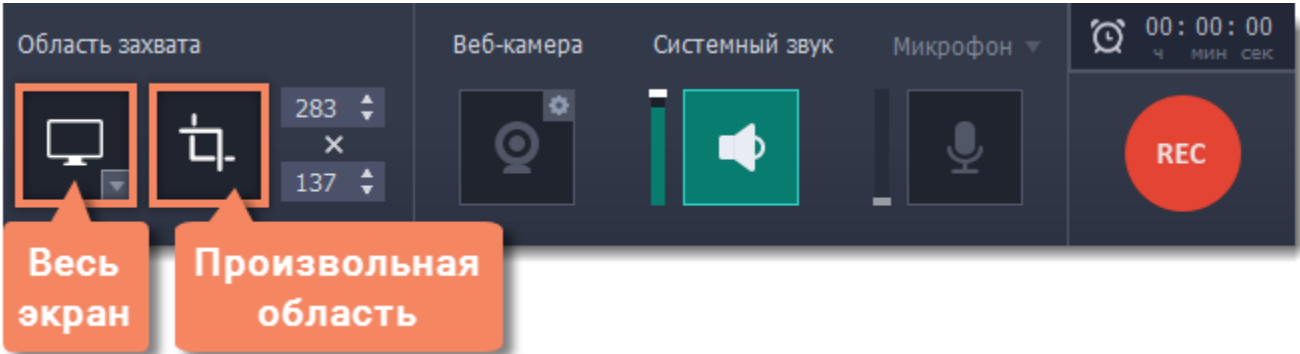 Область захвата
Веб-камера
Системный звук
Микрофон
00:00:00
ч мин сек
283
×
137
REC
Весь
экран
Произвольная
область